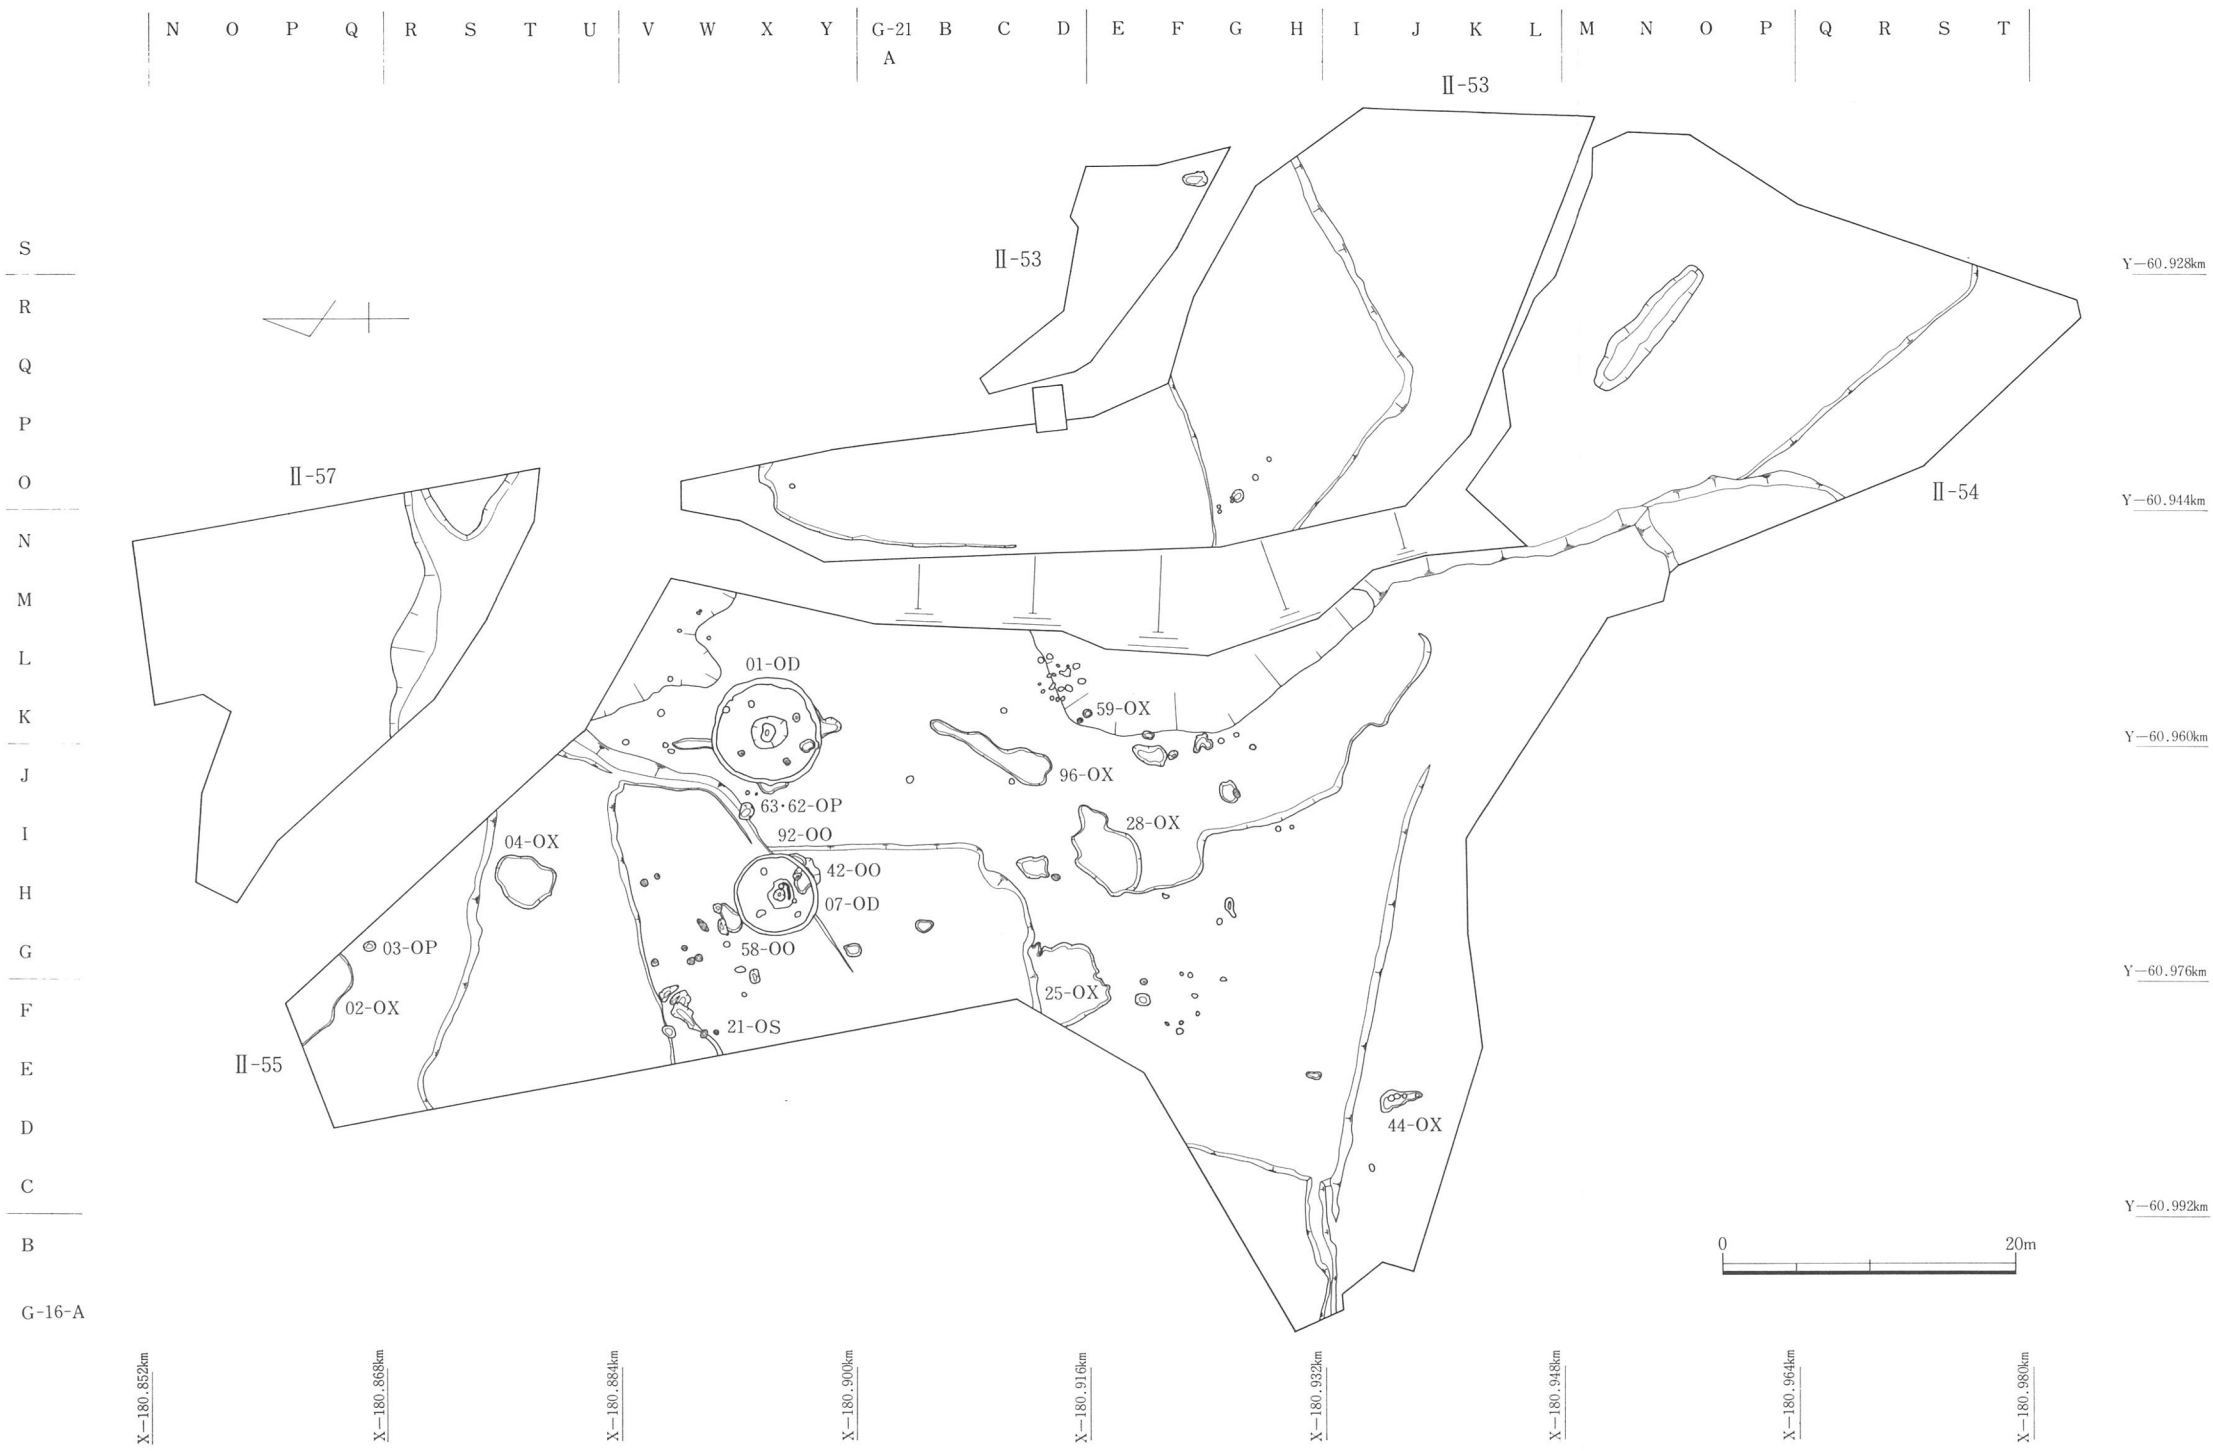 N O P Q R S T U V W X Y G-21 B C D E F G H I J K L M N O P Q R S T
A
Ⅱ-53
S
Ⅱ-53
Y-60.928km
R
Q
P
Ⅱ-57
O
Ⅱ-54
Y-60.944km
N
M
L
01-OD
K
59-OX
Y-60.960km
J
96-OX
63・62-OP
I
28-OX
92-OO
04-OX
42-OO
H
07-OD
G
03-OP
58-OO
Y-60.976km
25-OX
F
02-OX
21-OS
Ⅱ-55
E
D
44-OX
C
Y-60.992km
B
0 20m
G-16-A
X-180.852km
X-180.868km
X-180.884km
X-180.900km
X-180.916km
X-180.932km
X-180.948km
X-180.964km
X-180.980km